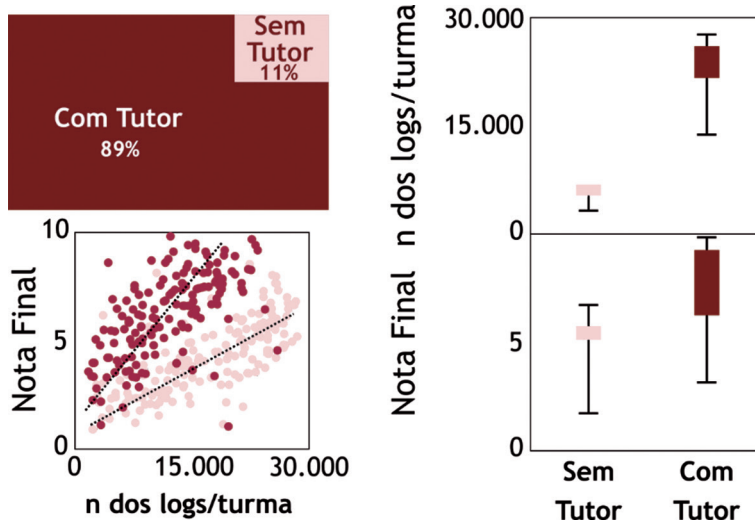 Sem
Tutor
11%
Com Tutor
89%
10
5
0
Nota Final
0
15.000
30.000
n dos logs/turma
30.000
15.000
0
n dos logs/turma
5
0
Nota Final
Sem
Tutor
Com
Tutor